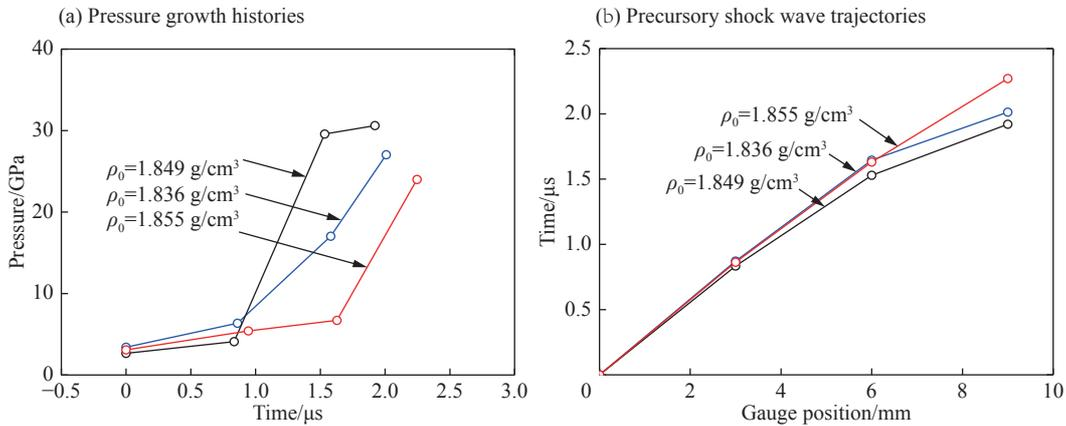 (a) Pressure growth histories
40
30
20
10
0
Pressure/GPa
ρ₀=1.849 g/cm³
ρ₀=1.836 g/cm³
ρ₀=1.855 g/cm³
−0.5 0 0.5 1.0 1.5 2.0 2.5 3.0
Time/μs
(b) Precursory shock wave trajectories
2.5
2.0
1.5
1.0
0.5
Time/μs
ρ₀=1.855 g/cm³
ρ₀=1.836 g/cm³
ρ₀=1.849 g/cm³
0 2 4 6 8 10
Gauge position/mm